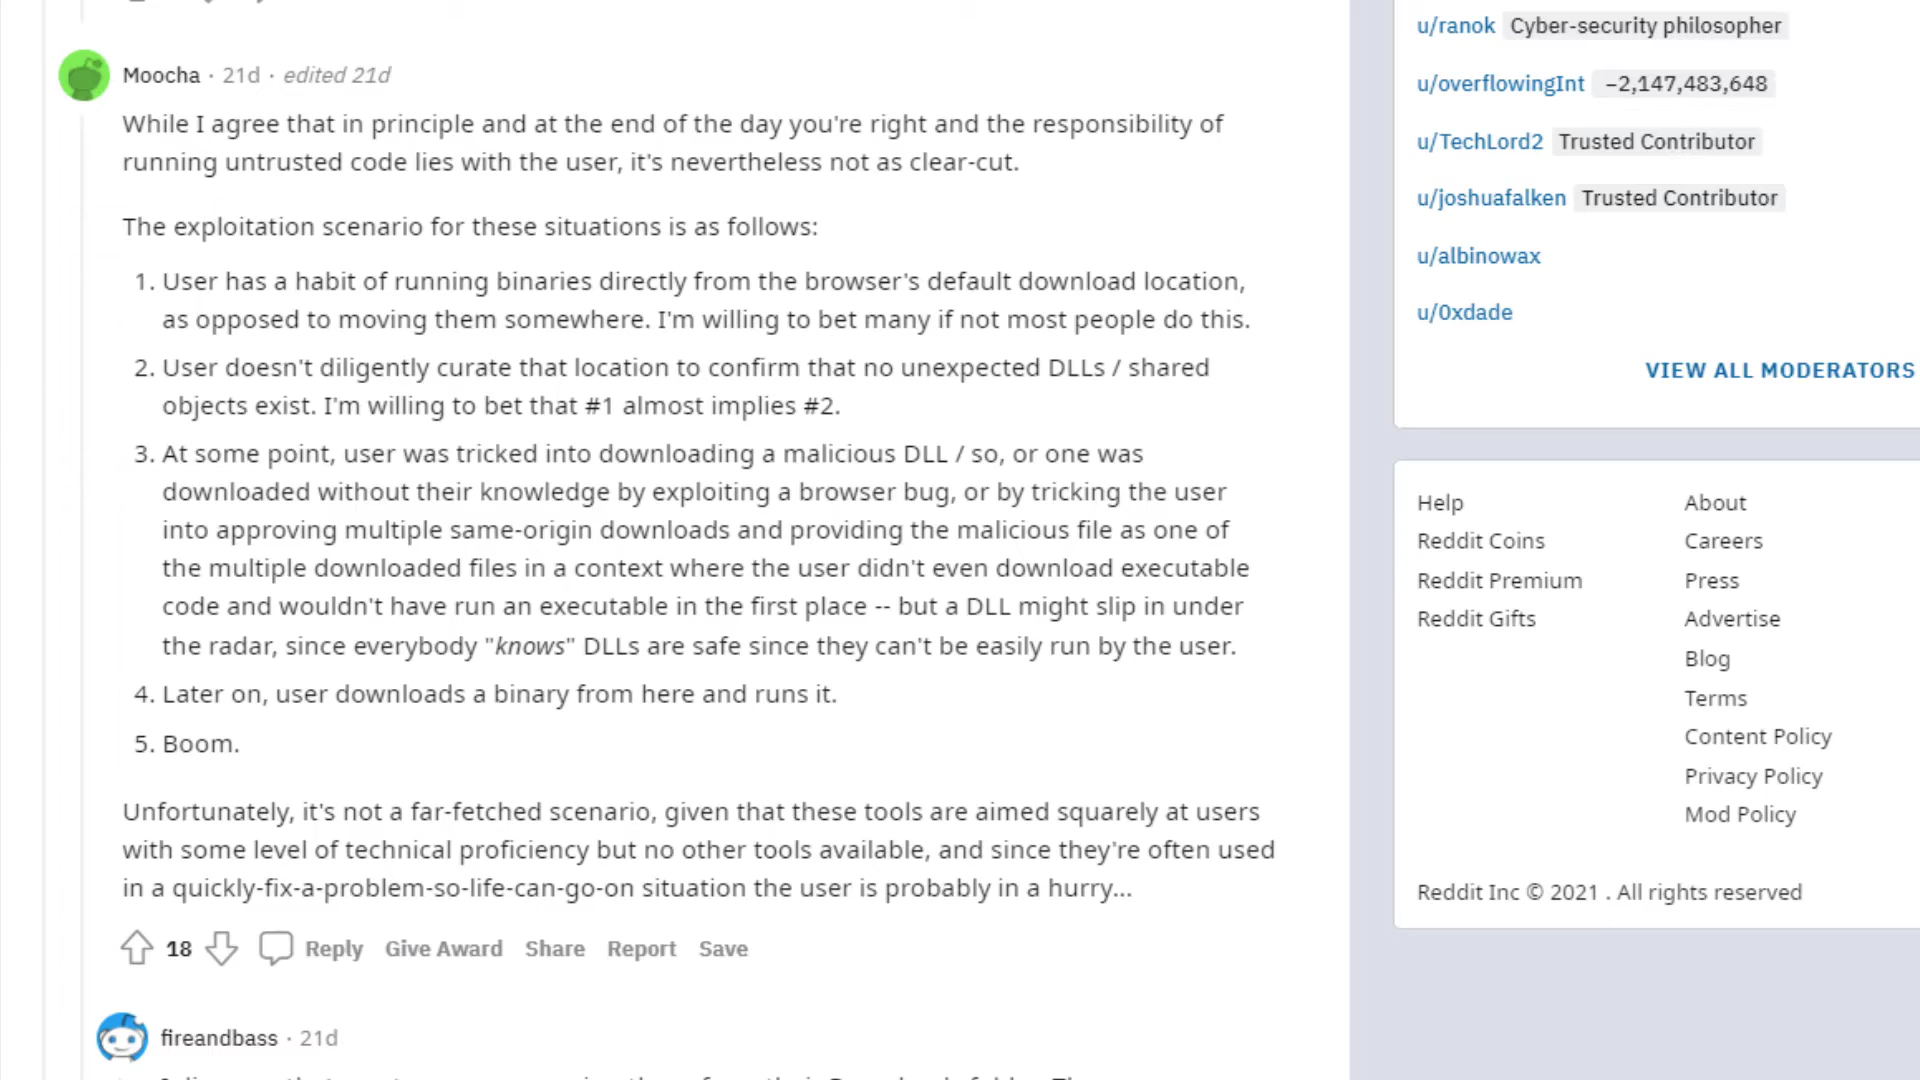 Moocha · 21d · edited 21d
While I agree that in principle and at the end of the day you're right and the responsibility of
running untrusted code lies with the user, it's nevertheless not as clear-cut.
The exploitation scenario for these situations is as follows:
1. User has a habit of running binaries directly from the browser's default download location,
as opposed to moving them somewhere. I'm willing to bet many if not most people do this.
2. User doesn't diligently curate that location to confirm that no unexpected DLLs / shared
objects exist. I'm willing to bet that #1 almost implies #2.
3. At some point, user was tricked into downloading a malicious DLL / so, or one was
downloaded without their knowledge by exploiting a browser bug, or by tricking the user
into approving multiple same-origin downloads and providing the malicious file as one of
the multiple downloaded files in a context where the user didn't even download executable
code and wouldn't have run an executable in the first place -- but a DLL might slip in under
the radar, since everybody "knows" DLLs are safe since they can't be easily run by the user.
4. Later on, user downloads a binary from here and runs it.
5. Boom.
Unfortunately, it's not a far-fetched scenario, given that these tools are aimed squarely at users
with some level of technical proficiency but no other tools available, and since they're often used
in a quickly-fix-a-problem-so-life-can-go-on situation the user is probably in a hurry...
18 Reply Give Award Share Report Save
fireandbass · 21d
u/ranok Cyber-security philosopher
u/overflowingInt −2,147,483,648
u/TechLord2 Trusted Contributor
u/joshuafalken Trusted Contributor
u/albinowax
u/0xdade
VIEW ALL MODERATORS
Help
Reddit Coins
Reddit Premium
Reddit Gifts
About
Careers
Press
Advertise
Blog
Terms
Content Policy
Privacy Policy
Mod Policy
Reddit Inc © 2021 . All rights reserved